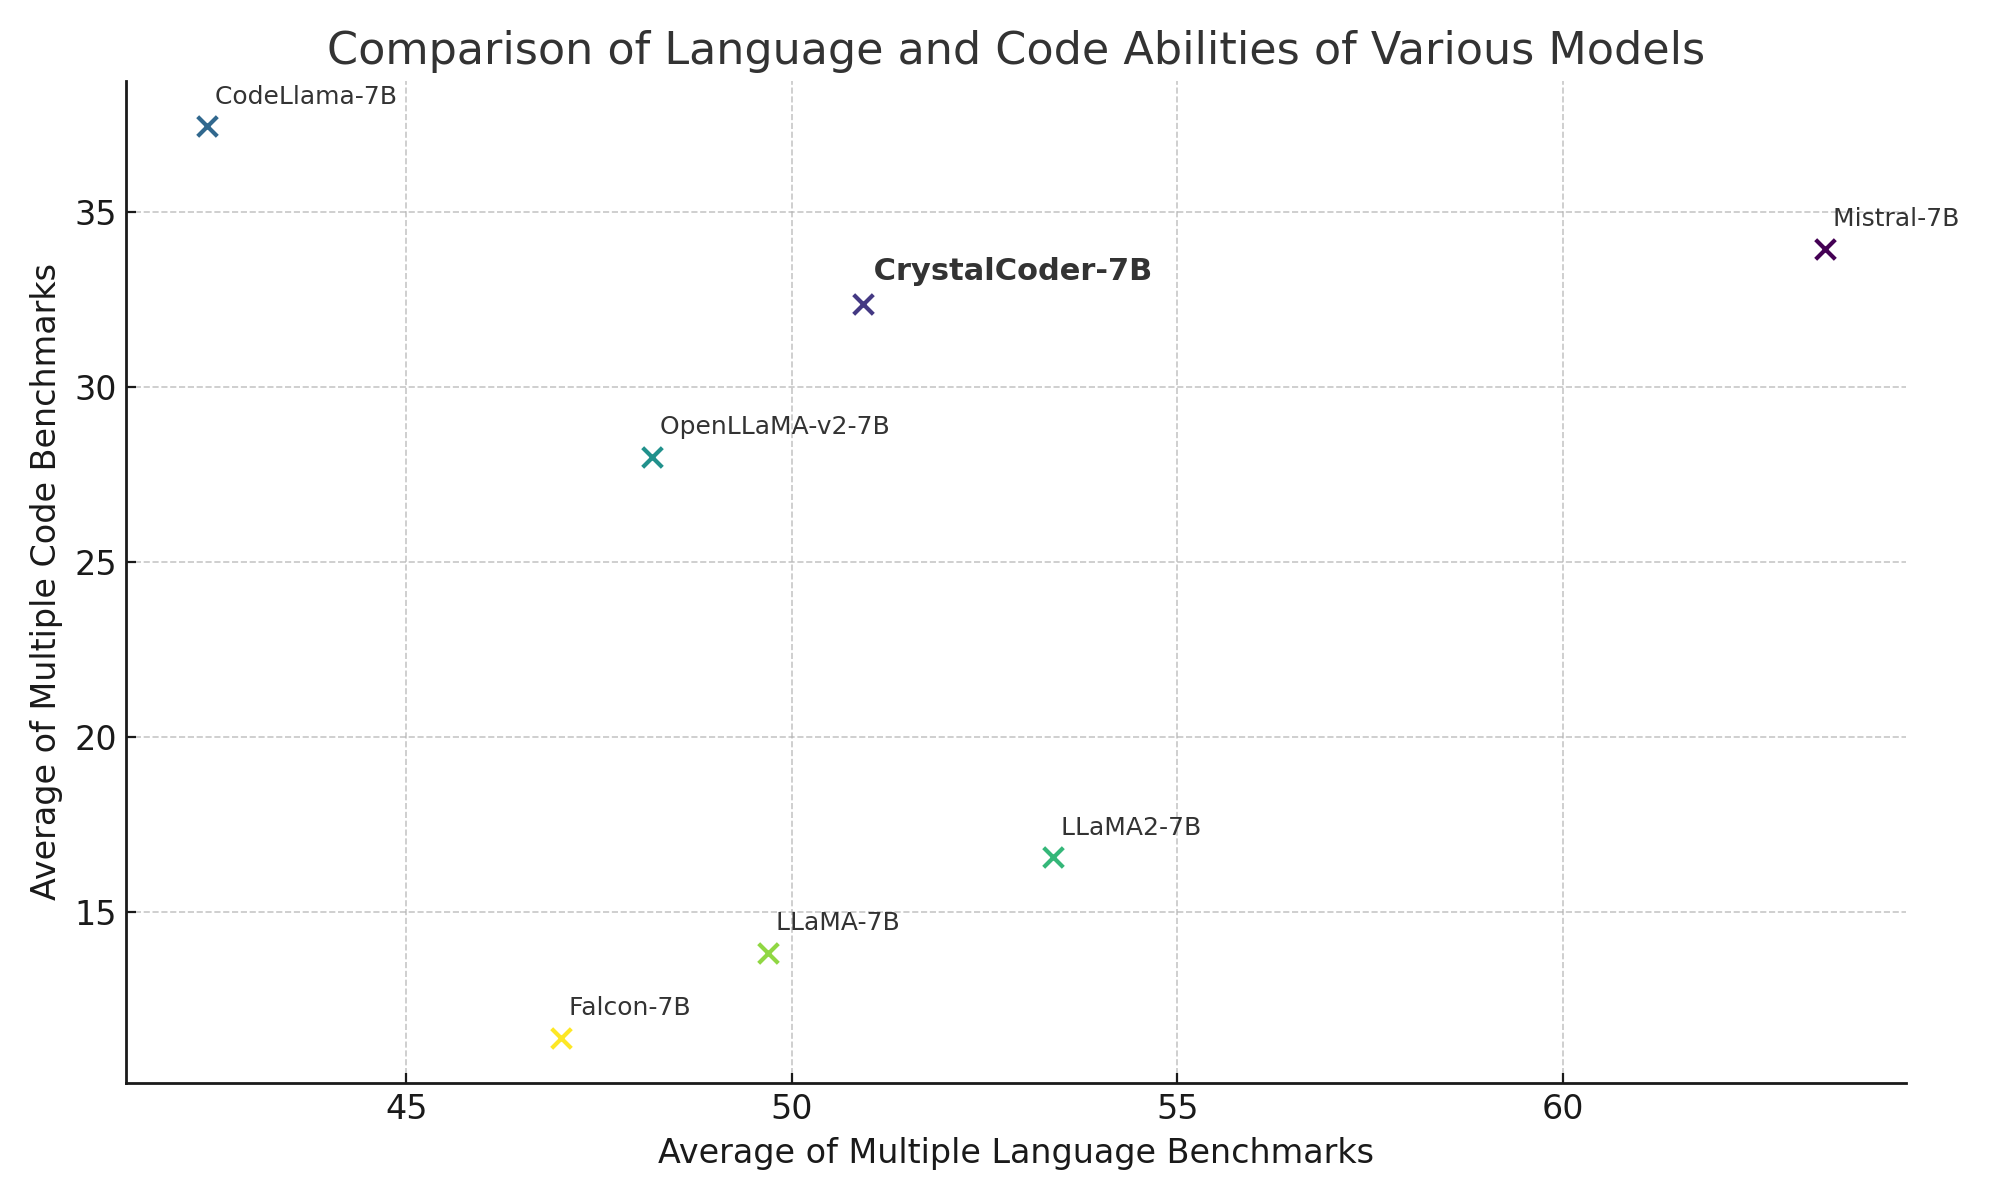 Comparison of Language and Code Abilities of Various Models
CodeLlama-7B
Mistral-7B
CrystalCoder-7B
OpenLLaMA-v2-7B
LLaMA2-7B
LLaMA-7B
Falcon-7B
Average of Multiple Code Benchmarks
35
30
25
20
15
45 50 55 60
Average of Multiple Language Benchmarks